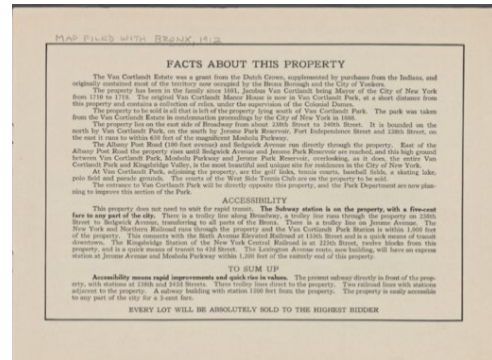 MAP FILED WITH BRONX, 1912
FACTS ABOUT THIS PROPERTY
The Van Cortlandt Estate was a grant from the Dutch Crown, supplemented by purchases from the Indians, and
originally contained most of the territory now occupied by the Bronx Borough and the City of Yonkers.
The property has been in the family since 1691, Jacobus Van Cortlandt being Mayor of the City of New York
from 1710 to 1719. The original Van Cortlandt Manor House is now in Van Cortlandt Park, at a short distance from
this property and contains a collection of relics, under the supervision of the Colonial Dames.
The property to be sold is all that is left of the property lying south of Van Cortlandt Park. The park was taken
from the Van Cortlandt Estate in condemnation proceedings by the City of New York in 1888.
The property lies on the east side of Broadway from about 238th Street to 240th Street. It is bounded on the
north by Van Cortlandt Park, on the south by Jerome Park Reservoir, Fort Independence Street and 238th Street, on
the east it runs to within 650 feet of the magnificent Mosholu Parkway.
The Albany Post Road (100-foot avenue) and Sedgwick Avenue run directly through the property. East of the
Albany Post Road the property rises until Sedgwick Avenue and Jerome Park Reservoir are reached, and this high ground
between Van Cortlandt Park, Mosholu Parkway and Jerome Park Reservoir, overlooking, as it does, the entire Van
Cortlandt Park and Kingsbridge Valley, is the most beautiful and unique site for residences in the City of New York.
At Van Cortlandt Park, adjoining the property, are the golf links, tennis courts, baseball fields, a skating lake,
polo field and parade grounds. The courts of the West Side Tennis Club are on the property to be sold.
The entrance to Van Cortlandt Park will be directly opposite this property, and the Park Department are now plan-
ning to improve this section of the Park.
ACCESSIBILITY
This property does not need to wait for rapid transit. The Subway station is on the property, with a five-cent
fare to any part of the city. There is a trolley line along Broadway, a trolley line runs through the property on 238th
Street to Sedgwick Avenue, transferring to all parts of the Bronx. There is a trolley line on Jerome Avenue. The
New York and Northern Railroad runs through the property and the Van Cortlandt Park Station is within 1,000 feet
of the property. This connects with the Sixth Avenue Elevated Railroad at 155th Street and is a quick means of transit
downtown. The Kingsbridge Station of the New York Central Railroad is at 225th Street, twelve blocks from this
property, and is a quick means of transit to 42d Street. The Lexington Avenue route, now building, will have an express
station at Jerome Avenue and Mosholu Parkway within 1,200 feet of the easterly end of this property.
TO SUM UP
Accessibility means rapid improvements and quick rise in values. The present subway directly in front of the prop-
erty, with stations at 238th and 242d Streets. Three trolley lines direct to the property. Two railroad lines with stations
adjacent to the property. A subway building with station 1200 feet from the property. The property is easily accessible
to any part of the city for a 5-cent fare.
EVERY LOT WILL BE ABSOLUTELY SOLD TO THE HIGHEST BIDDER